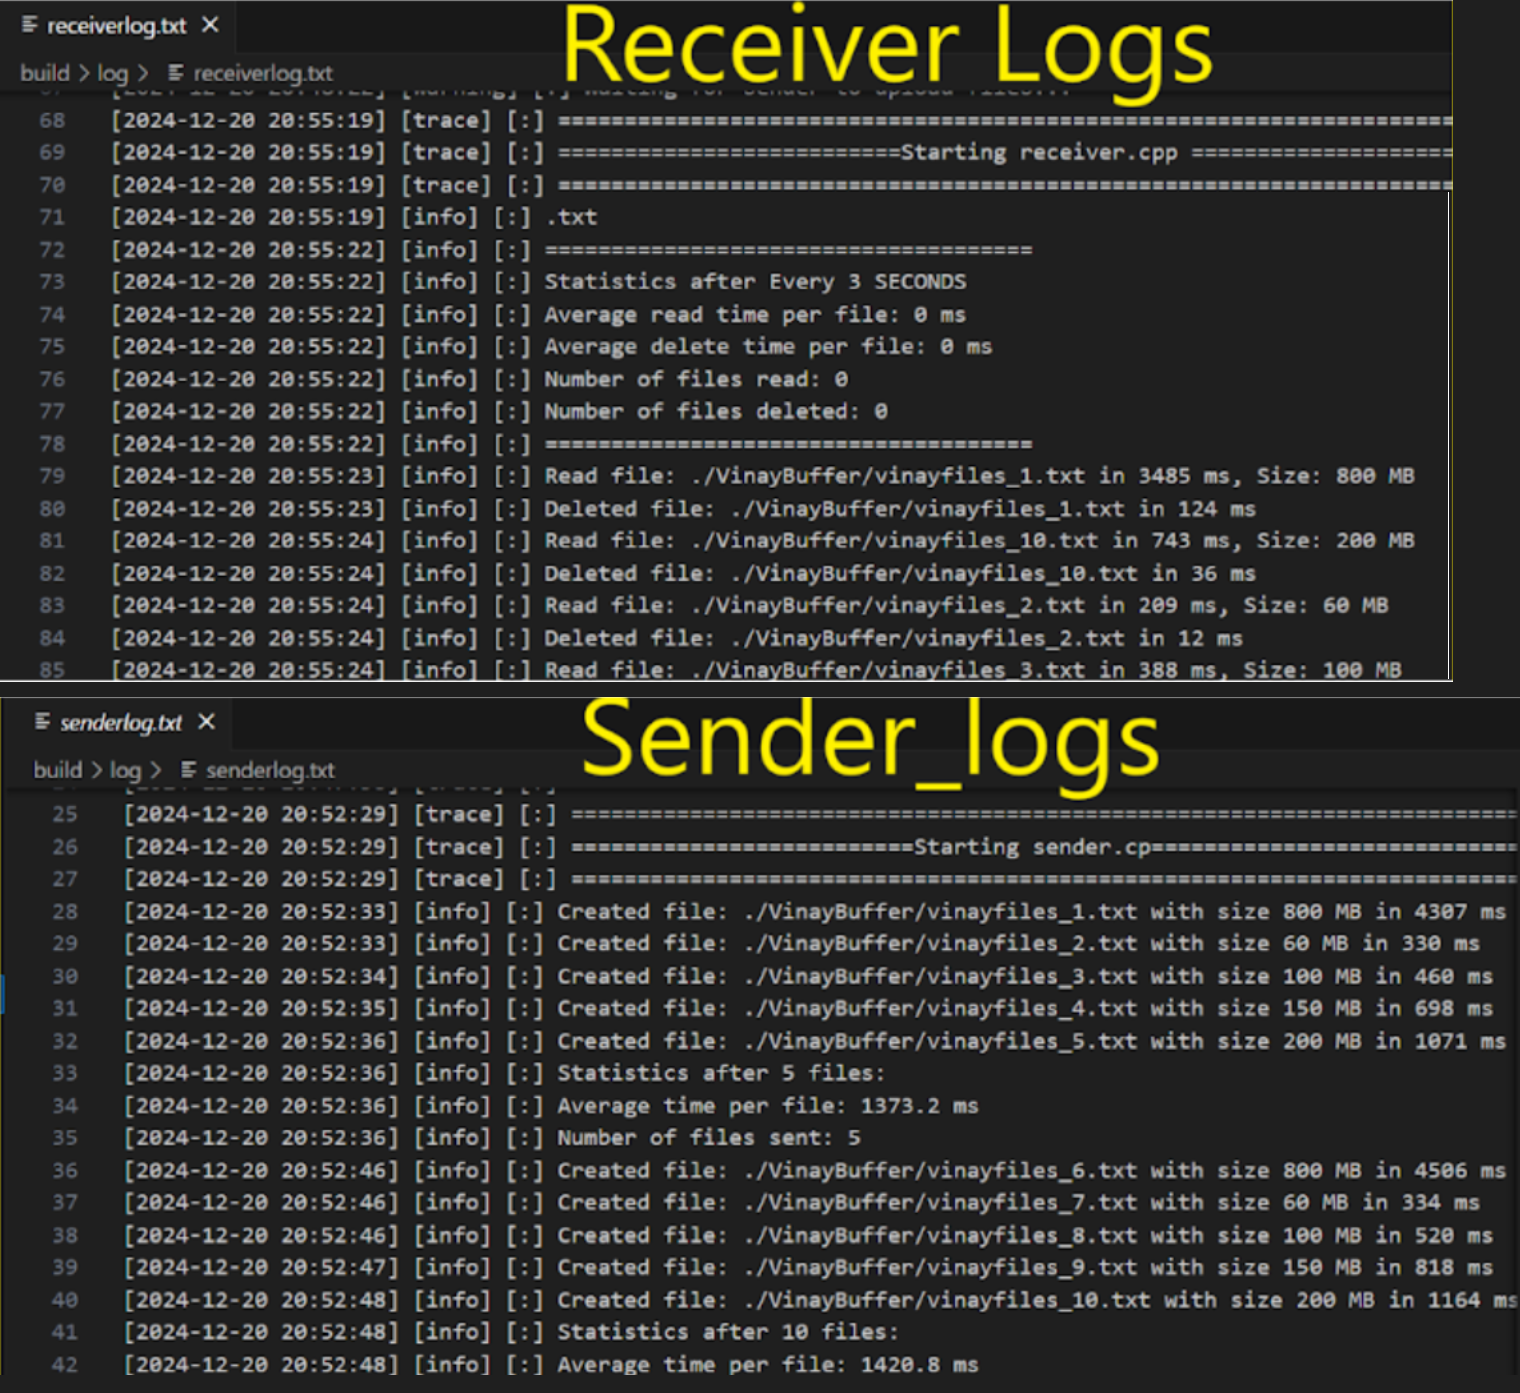 receiverlog.txt ×
Receiver Logs
build > log > receiverlog.txt
68 [2024-12-20 20:55:19] [trace] [:] ====================================================================
69 [2024-12-20 20:55:19] [trace] [:] ==========================Starting receiver.cpp ====================
70 [2024-12-20 20:55:19] [trace] [:] ====================================================================
71 [2024-12-20 20:55:19] [info] [:] .txt
72 [2024-12-20 20:55:22] [info] [:] =====================================
73 [2024-12-20 20:55:22] [info] [:] Statistics after Every 3 SECONDS
74 [2024-12-20 20:55:22] [info] [:] Average read time per file: 0 ms
75 [2024-12-20 20:55:22] [info] [:] Average delete time per file: 0 ms
76 [2024-12-20 20:55:22] [info] [:] Number of files read: 0
77 [2024-12-20 20:55:22] [info] [:] Number of files deleted: 0
78 [2024-12-20 20:55:22] [info] [:] =====================================
79 [2024-12-20 20:55:23] [info] [:] Read file: ./VinayBuffer/vinayfiles_1.txt in 3485 ms, Size: 800 MB
80 [2024-12-20 20:55:23] [info] [:] Deleted file: ./VinayBuffer/vinayfiles_1.txt in 124 ms
81 [2024-12-20 20:55:24] [info] [:] Read file: ./VinayBuffer/vinayfiles_10.txt in 743 ms, Size: 200 MB
82 [2024-12-20 20:55:24] [info] [:] Deleted file: ./VinayBuffer/vinayfiles_10.txt in 36 ms
83 [2024-12-20 20:55:24] [info] [:] Read file: ./VinayBuffer/vinayfiles_2.txt in 209 ms, Size: 60 MB
84 [2024-12-20 20:55:24] [info] [:] Deleted file: ./VinayBuffer/vinayfiles_2.txt in 12 ms
85 [2024-12-20 20:55:24] [info] [:] Read file: ./VinayBuffer/vinayfiles_3.txt in 388 ms, Size: 100 MB
senderlog.txt ×
Sender_logs
build > log > senderlog.txt
25 [2024-12-20 20:52:29] [trace] [:] ========================================================================
26 [2024-12-20 20:52:29] [trace] [:] ==========================Starting sender.cp============================
27 [2024-12-20 20:52:29] [trace] [:] ========================================================================
28 [2024-12-20 20:52:33] [info] [:] Created file: ./VinayBuffer/vinayfiles_1.txt with size 800 MB in 4307 ms
29 [2024-12-20 20:52:33] [info] [:] Created file: ./VinayBuffer/vinayfiles_2.txt with size 60 MB in 330 ms
30 [2024-12-20 20:52:34] [info] [:] Created file: ./VinayBuffer/vinayfiles_3.txt with size 100 MB in 460 ms
31 [2024-12-20 20:52:35] [info] [:] Created file: ./VinayBuffer/vinayfiles_4.txt with size 150 MB in 698 ms
32 [2024-12-20 20:52:36] [info] [:] Created file: ./VinayBuffer/vinayfiles_5.txt with size 200 MB in 1071 ms
33 [2024-12-20 20:52:36] [info] [:] Statistics after 5 files:
34 [2024-12-20 20:52:36] [info] [:] Average time per file: 1373.2 ms
35 [2024-12-20 20:52:36] [info] [:] Number of files sent: 5
36 [2024-12-20 20:52:46] [info] [:] Created file: ./VinayBuffer/vinayfiles_6.txt with size 800 MB in 4506 ms
37 [2024-12-20 20:52:46] [info] [:] Created file: ./VinayBuffer/vinayfiles_7.txt with size 60 MB in 334 ms
38 [2024-12-20 20:52:46] [info] [:] Created file: ./VinayBuffer/vinayfiles_8.txt with size 100 MB in 520 ms
39 [2024-12-20 20:52:47] [info] [:] Created file: ./VinayBuffer/vinayfiles_9.txt with size 150 MB in 818 ms
40 [2024-12-20 20:52:48] [info] [:] Created file: ./VinayBuffer/vinayfiles_10.txt with size 200 MB in 1164 ms
41 [2024-12-20 20:52:48] [info] [:] Statistics after 10 files:
42 [2024-12-20 20:52:48] [info] [:] Average time per file: 1420.8 ms